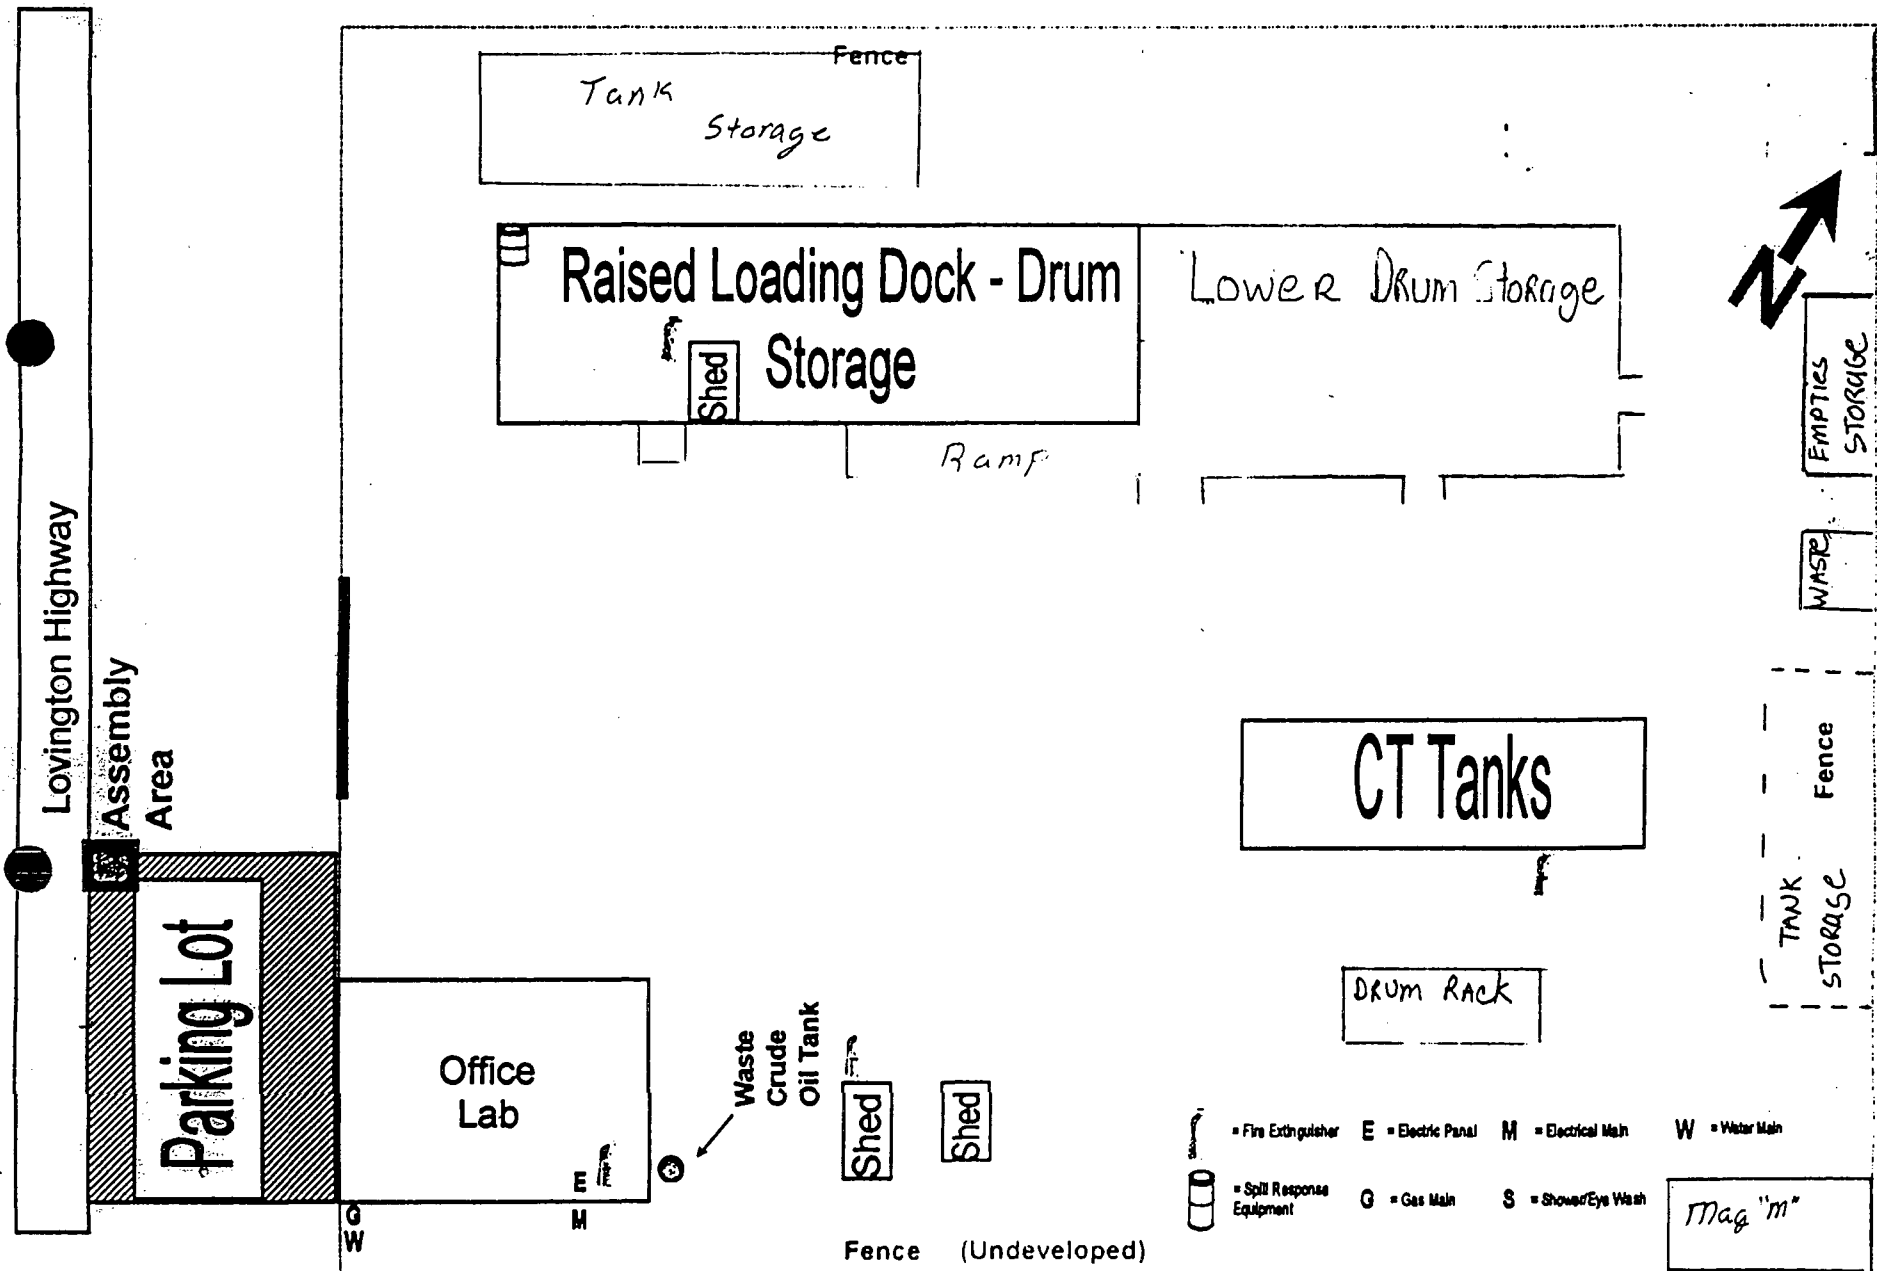 Fence
Tank
Storage
Raised Loading Dock - Drum
Storage
Shed
Lower Drum Storage
Ramp
N
EMPTIES
STORAGE
WASTE
Lovington Highway
Assembly
Area
CT Tanks
Fence
TANK
STORAGE
Parking Lot
DRUM RACK
Office
Lab
Waste
Crude
Oil Tank
Shed
Shed
E
M
G
W
= Fire Extinguisher
E = Electric Panal
M = Electrical Main
W = Water Main
= Spill Response
Equipment
G = Gas Main
S = Shower/Eye Wash
Mag "m"
Fence (Undeveloped)